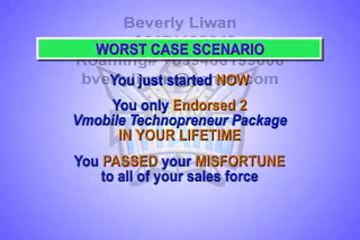 Beverly Liwan
WORST CASE SCENARIO
You just started NOW
You only Endorsed 2
Vmobile Technopreneur Package
IN YOUR LIFETIME
You PASSED your MISFORTUNE
to all of your sales force